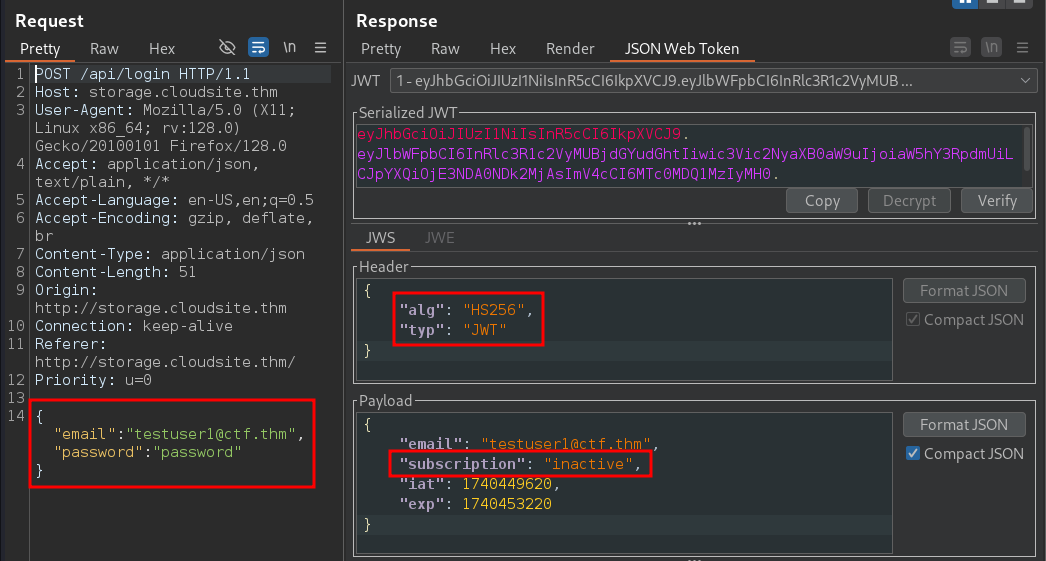 Request
Pretty Raw Hex \n
1 POST /api/login HTTP/1.1
2 Host: storage.cloudsite.thm
3 User-Agent: Mozilla/5.0 (X11;
Linux x86_64; rv:128.0)
Gecko/20100101 Firefox/128.0
4 Accept: application/json,
text/plain, */*
5 Accept-Language: en-US,en;q=0.5
6 Accept-Encoding: gzip, deflate,
br
7 Content-Type: application/json
8 Content-Length: 51
9 Origin:
http://storage.cloudsite.thm
10 Connection: keep-alive
11 Referer:
http://storage.cloudsite.thm/
12 Priority: u=0
13
14 {
"email":"testuser1@ctf.thm",
"password":"password"
}
Response
Pretty Raw Hex Render JSON Web Token \n
JWT 1 - eyJhbGciOiJIUzI1NiIsInR5cCI6IkpXVCJ9.eyJlbWFpbCI6InRlc3R1c2VyMUB ...
Serialized JWT
eyJhbGciOiJIUzI1NiIsInR5cCI6IkpXVCJ9.
eyJlbWFpbCI6InRlc3R1c2VyMUBjdGYudGhtIiwic3Vic2NyaXB0aW9uIjoiaW5hY3RpdmUiL
CJpYXQiOjE3NDA0NDk2MjAsImV4cCI6MTc0MDQ1MzIyMH0.
Copy Decrypt Verify
JWS JWE
Header
{
"alg": "HS256",
"typ": "JWT"
}
Format JSON
Compact JSON
Payload
{
"email": "testuser1@ctf.thm",
"subscription": "inactive",
"iat": 1740449620,
"exp": 1740453220
}
Format JSON
Compact JSON